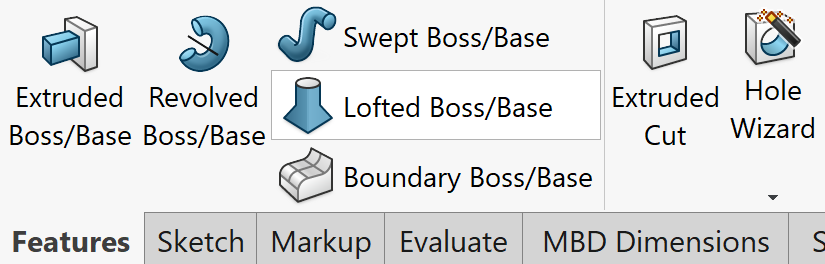 Extruded
Boss/Base
Revolved
Boss/Base
Swept Boss/Base
Lofted Boss/Base
Boundary Boss/Base
Extruded
Cut
Hole
Wizard
Features
Sketch
Markup
Evaluate
MBD Dimensions